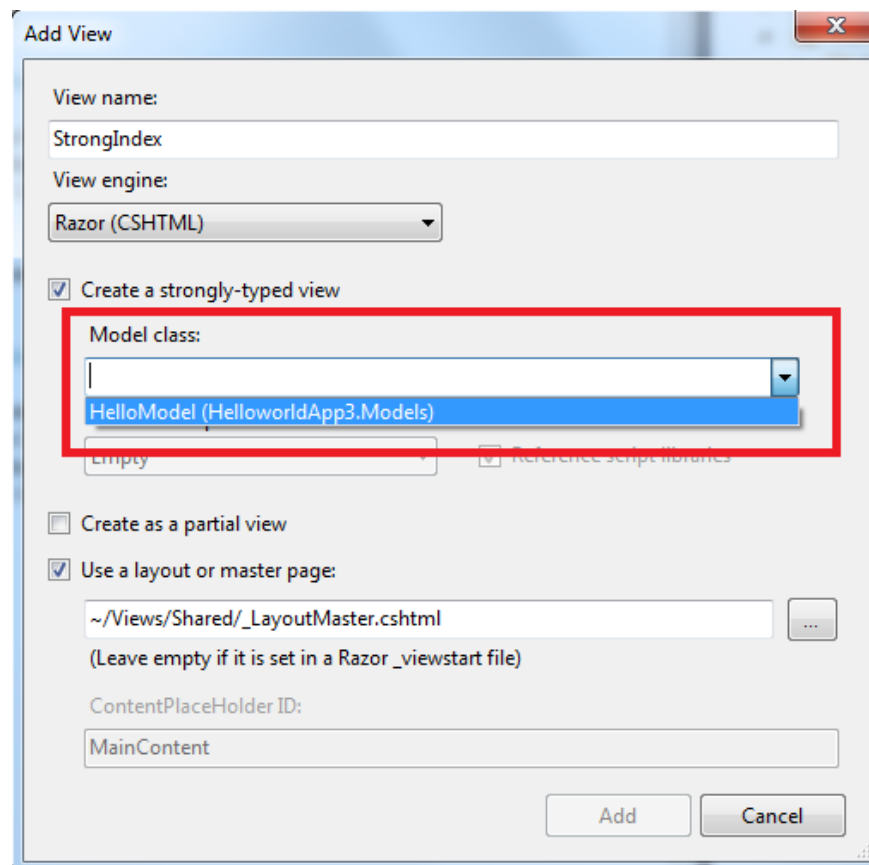 Add View
View name:
StrongIndex
View engine:
Razor (CSHTML)
Create a strongly-typed view
Model class:
HelloModel (HelloworldApp3.Models)
Empty
Reference script libraries
Create as a partial view
Use a layout or master page:
~/Views/Shared/_LayoutMaster.cshtml
...
(Leave empty if it is set in a Razor _viewstart file)
ContentPlaceHolder ID:
MainContent
Add
Cancel